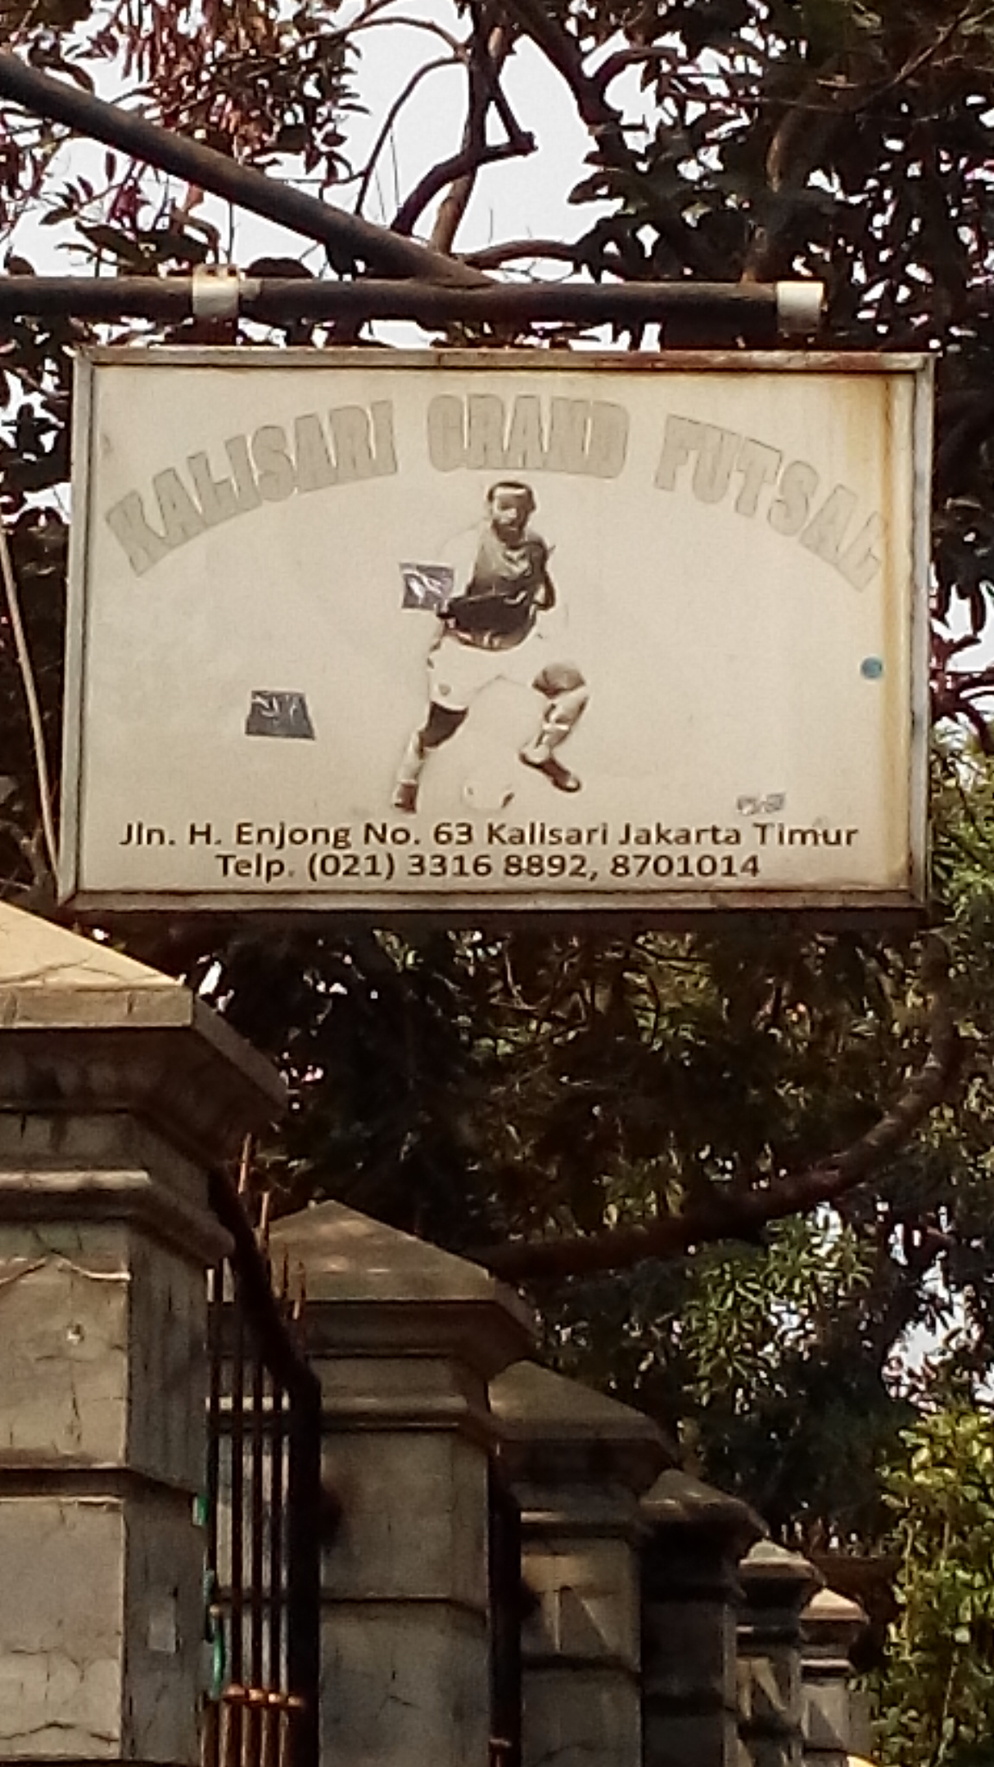 KALISARI GRAND FUTSAL
Jln. H. Enjong No. 63 Kalisari Jakarta Timur
Telp. (021) 3316 8892, 8701014